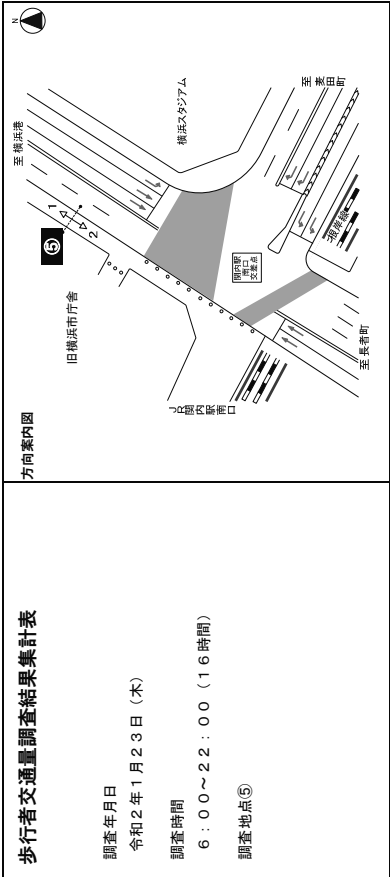 歩行者交通量調査結果集計表
調査年月日
令和２年１月２３日（木）
調査時間
６：００～２２：００（１６時間）
調査地点⑤
方向案内図
N
至 横浜港
1
2
⑤
旧横浜市庁舎
横浜スタジアム
至 麦田町
関内駅
南口
交差点
根岸線
JR関内駅南口
至 長者町